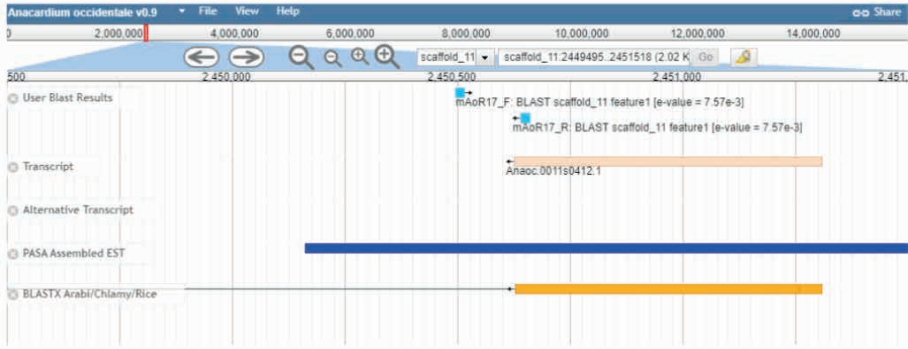 Anacardium occidentale v0.9 File View Help Share
0 2,000,000 4,000,000 6,000,000 8,000,000 10,000,000 12,000,000 14,000,000
scaffold_11 scaffold_11:2449495..2451518 (2.02 K Go
500 2,450,000 2,450,500 2,451,000 2,451,
User Blast Results
mAoR17_F: BLAST scaffold_11 feature1 [e-value = 7.57e-3]
mAoR17_R: BLAST scaffold_11 feature1 [e-value = 7.57e-3]
Transcript
Anaoc.0011s0412.1
Alternative Transcript
PASA Assembled EST
BLASTX Arabi/Chlamy/Rice